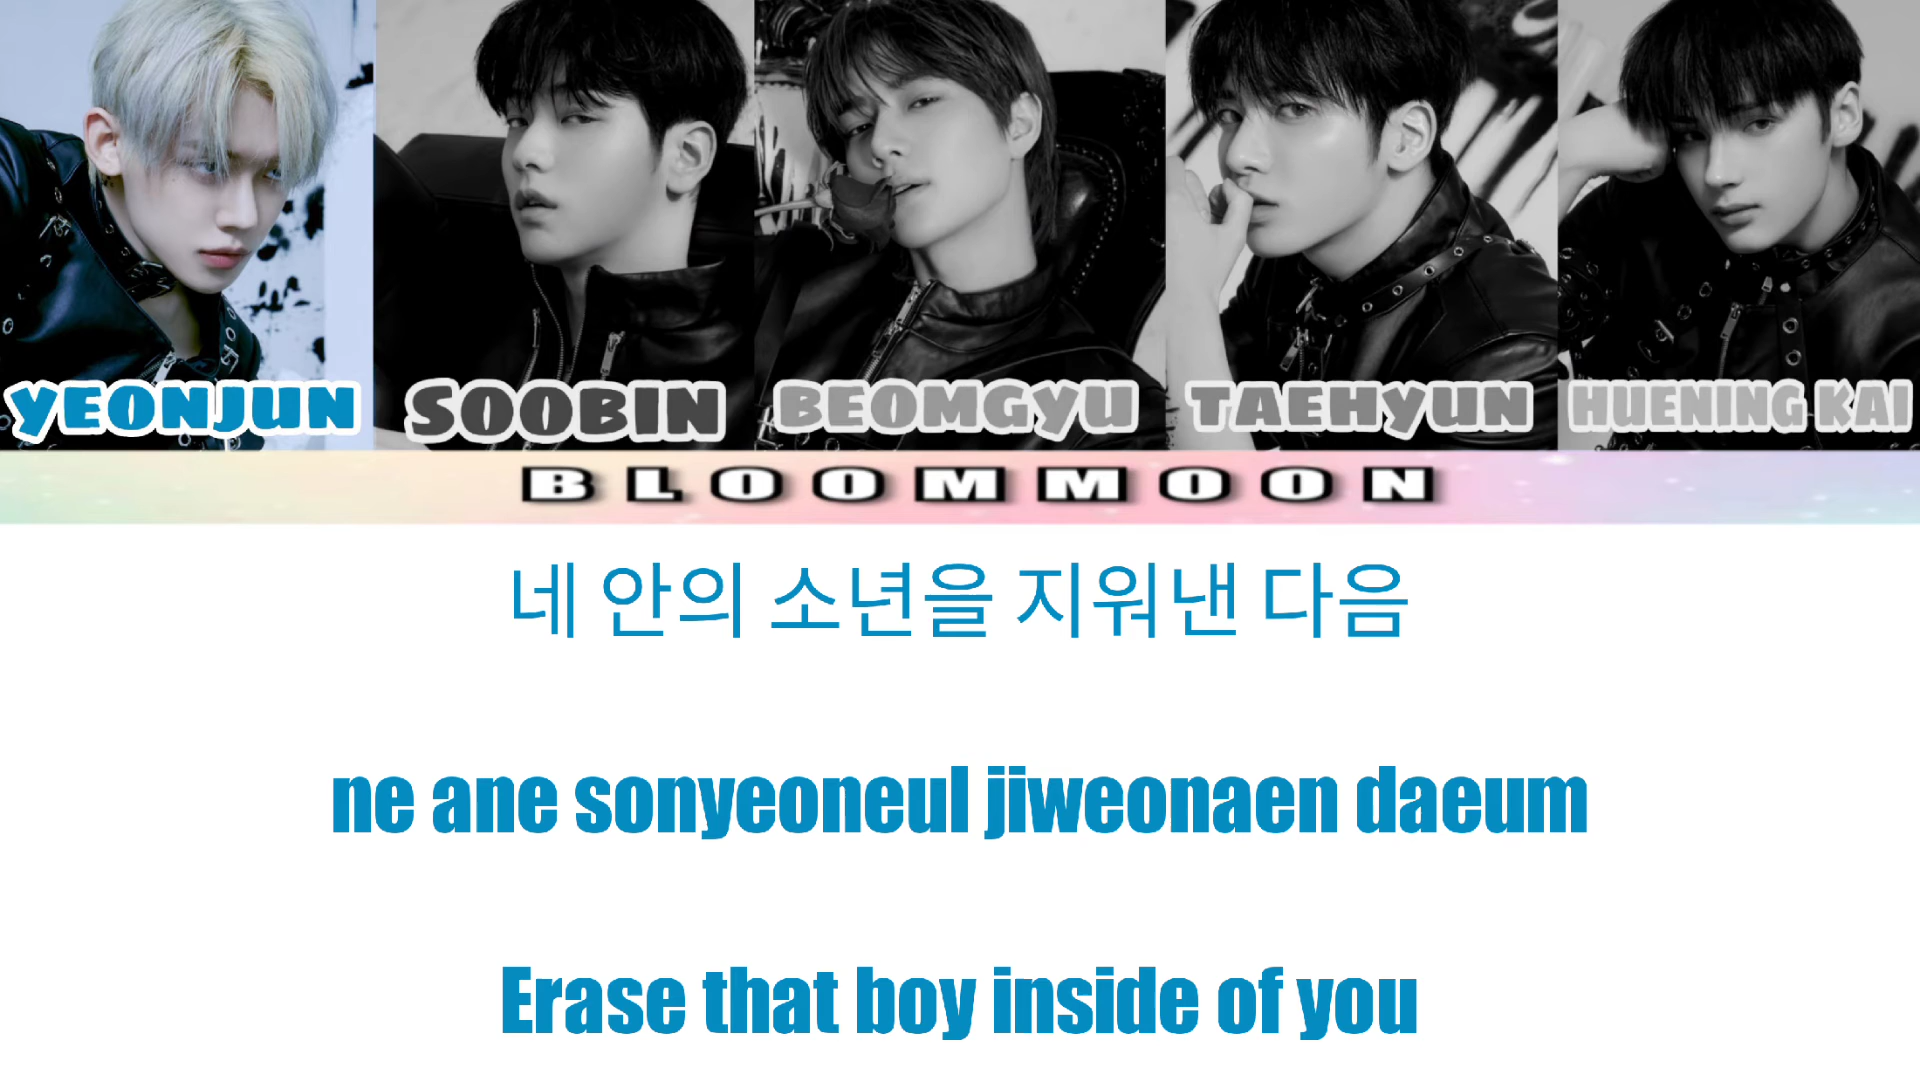 YEONJUN SOOBIN BEOMGYU TAEHYUN HUENING KAI
BLOOMMOON
네 안의 소년을 지워낸 다음
ne ane sonyeoneul jiweonaen daeum
Erase that boy inside of you